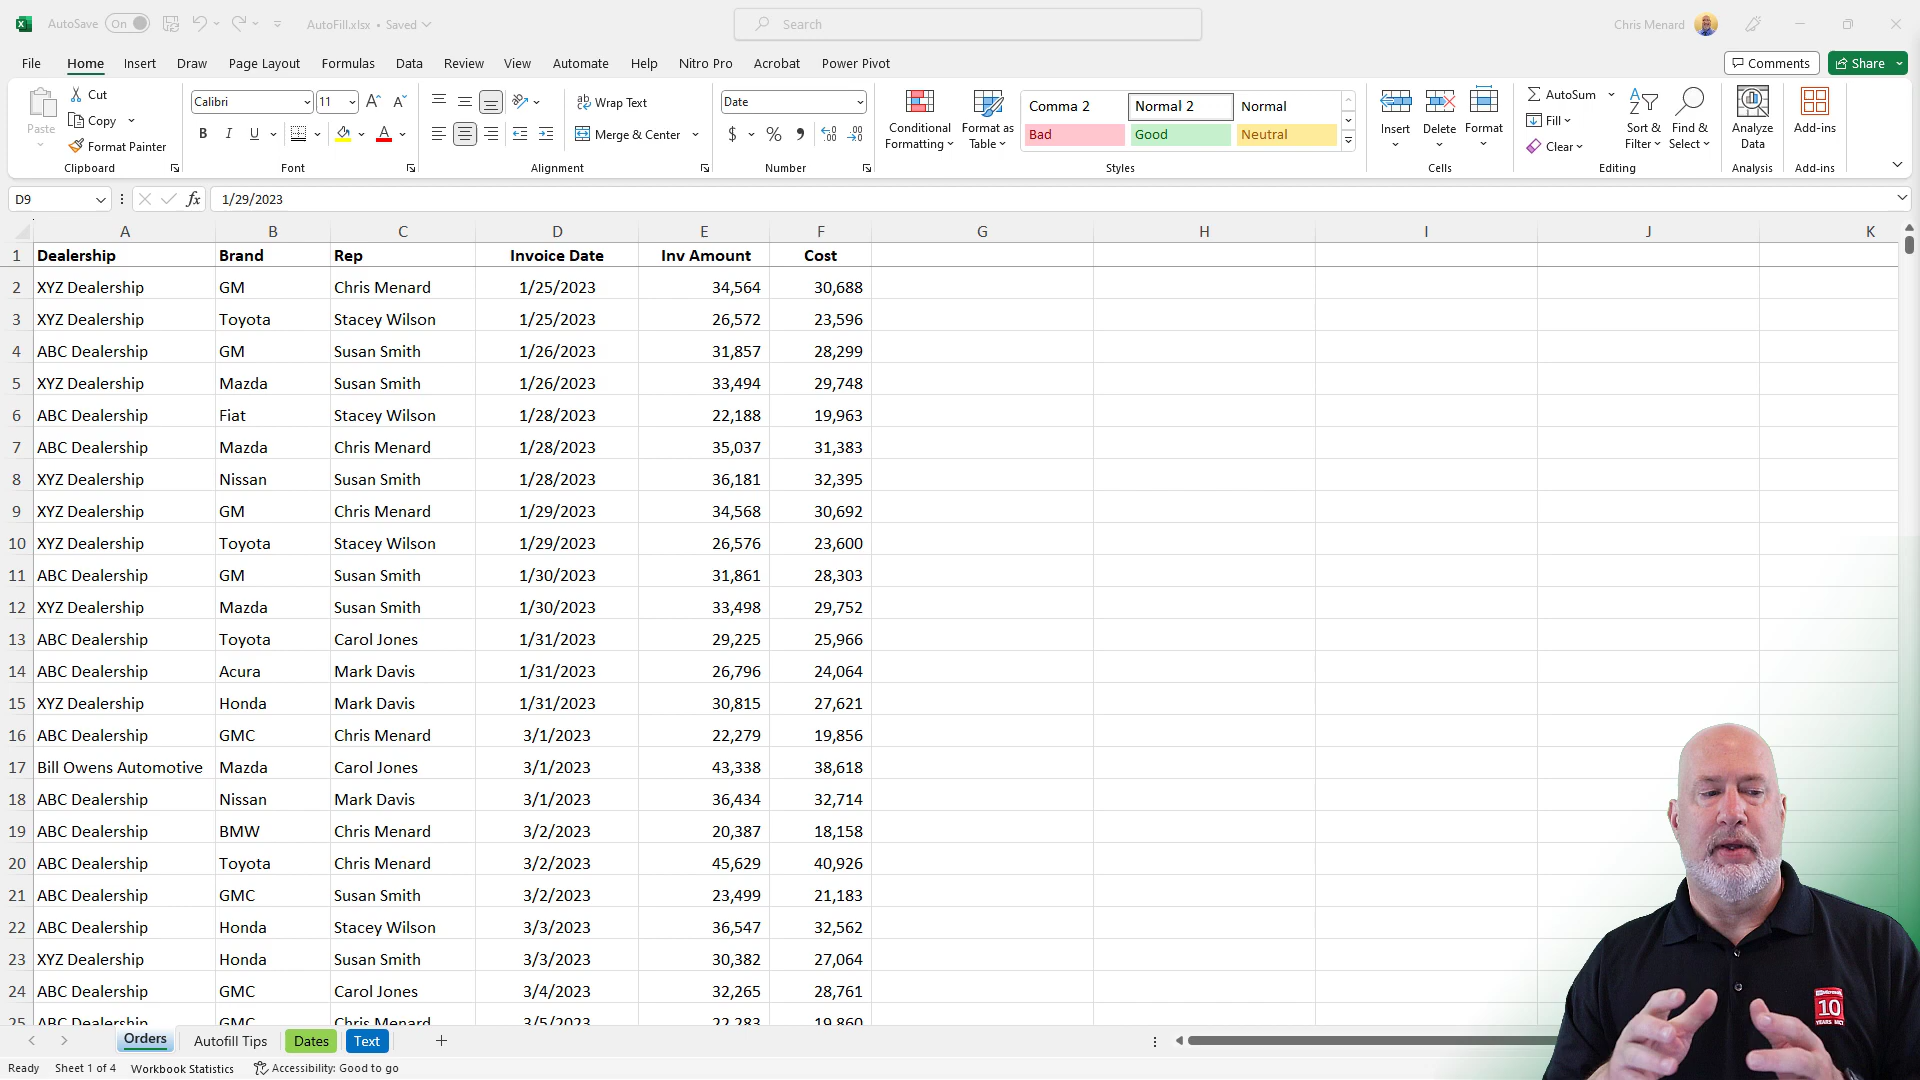 AutoSave On AutoFill.xlsx • Saved Search Chris Menard
File Home Insert Draw Page Layout Formulas Data Review View Automate Help Nitro Pro Acrobat Power Pivot Comments Share
Paste Cut Copy Format Painter Clipboard
Calibri 11 B I U A Font
Wrap Text Merge & Center Alignment
Date $ % Number
Conditional Formatting Format as Table Comma 2 Normal 2 Normal Bad Good Neutral Styles
Insert Delete Format Cells
AutoSum Fill Clear Sort & Filter Find & Select Editing
Analyze Data Analysis
Add-ins Add-ins
D9 fx 1/29/2023
A B C D E F G H I J K
1 Dealership Brand Rep Invoice Date Inv Amount Cost
2 XYZ Dealership GM Chris Menard 1/25/2023 34,564 30,688
3 XYZ Dealership Toyota Stacey Wilson 1/25/2023 26,572 23,596
4 ABC Dealership GM Susan Smith 1/26/2023 31,857 28,299
5 XYZ Dealership Mazda Susan Smith 1/26/2023 33,494 29,748
6 ABC Dealership Fiat Stacey Wilson 1/28/2023 22,188 19,963
7 ABC Dealership Mazda Chris Menard 1/28/2023 35,037 31,383
8 XYZ Dealership Nissan Susan Smith 1/28/2023 36,181 32,395
9 XYZ Dealership GM Chris Menard 1/29/2023 34,568 30,692
10 XYZ Dealership Toyota Stacey Wilson 1/29/2023 26,576 23,600
11 ABC Dealership GM Susan Smith 1/30/2023 31,861 28,303
12 XYZ Dealership Mazda Susan Smith 1/30/2023 33,498 29,752
13 ABC Dealership Toyota Carol Jones 1/31/2023 29,225 25,966
14 ABC Dealership Acura Mark Davis 1/31/2023 26,796 24,064
15 XYZ Dealership Honda Mark Davis 1/31/2023 30,815 27,621
16 ABC Dealership GMC Chris Menard 3/1/2023 22,279 19,856
17 Bill Owens Automotive Mazda Carol Jones 3/1/2023 43,338 38,618
18 ABC Dealership Nissan Mark Davis 3/1/2023 36,434 32,714
19 ABC Dealership BMW Chris Menard 3/2/2023 20,387 18,158
20 ABC Dealership Toyota Chris Menard 3/2/2023 45,629 40,926
21 ABC Dealership GMC Susan Smith 3/2/2023 23,499 21,183
22 ABC Dealership Honda Stacey Wilson 3/3/2023 36,547 32,562
23 XYZ Dealership Honda Susan Smith 3/3/2023 30,382 27,064
24 ABC Dealership GMC Carol Jones 3/4/2023 32,265 28,761
25 ABC Dealership GMC Chris Menard 3/5/2023 22,283 19,860
10
YEARS MCT
Orders Autofill Tips Dates Text
Ready Sheet 1 of 4 Workbook Statistics Accessibility: Good to go